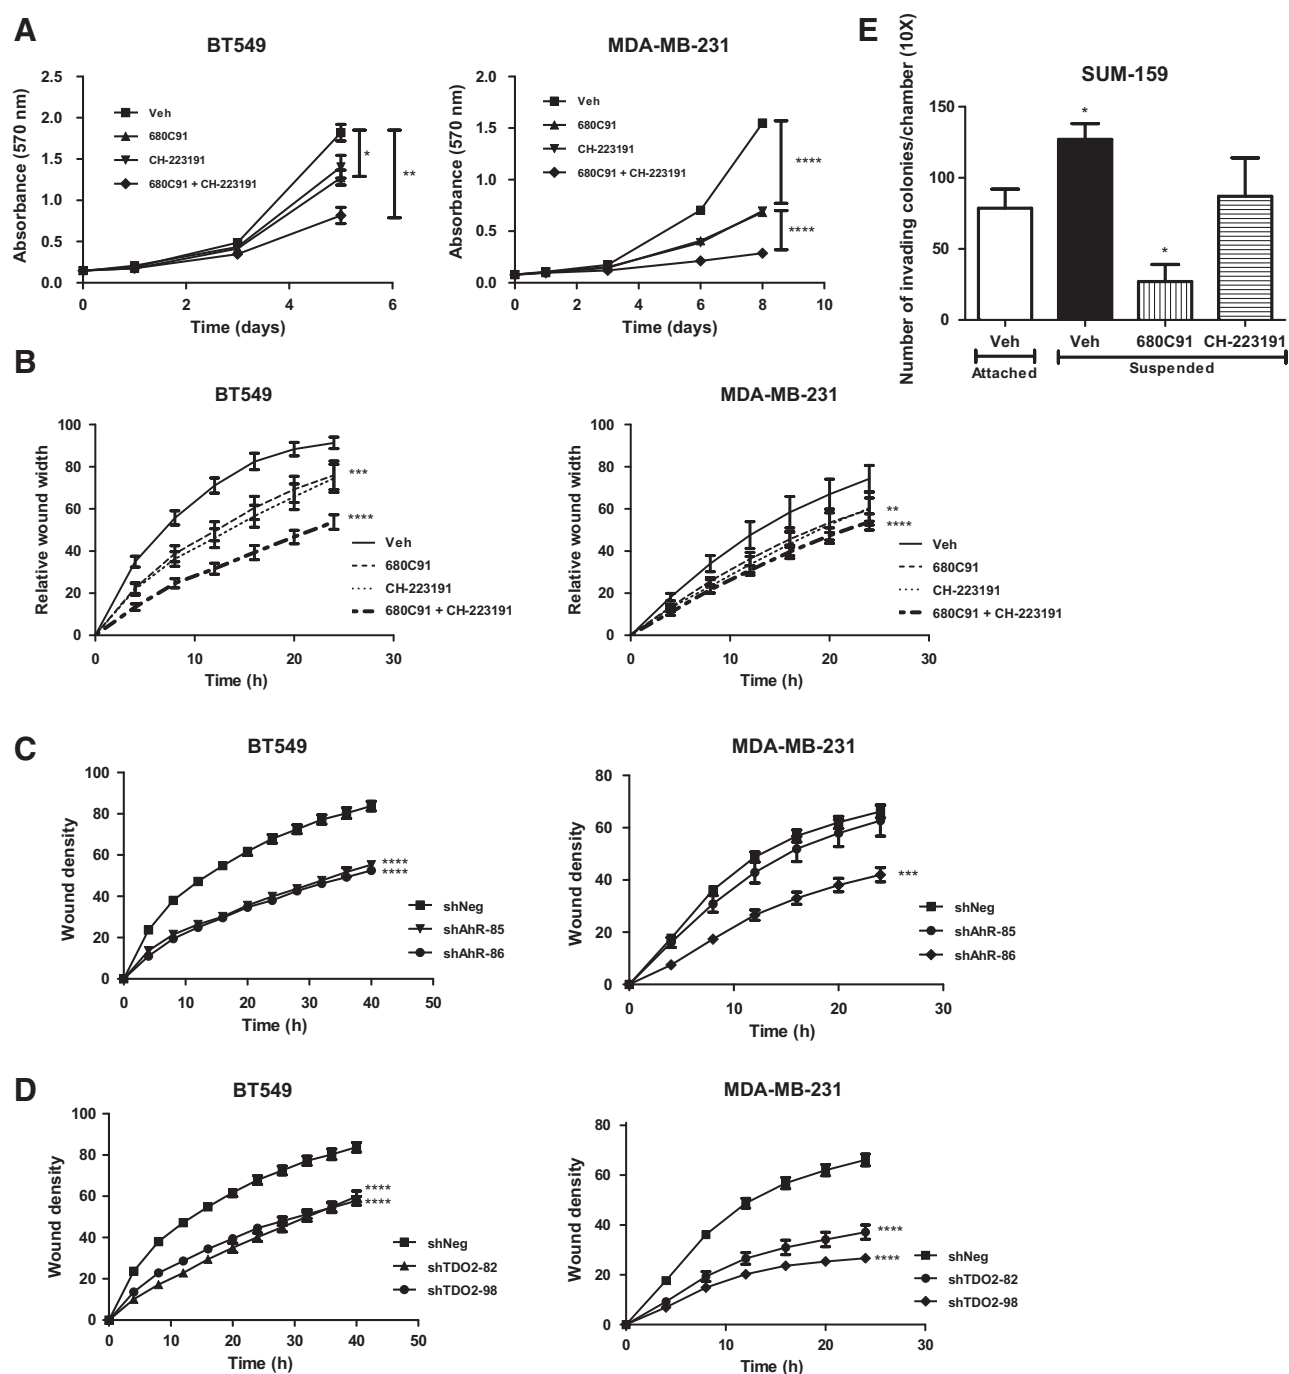 A
BT549
Absorbance (570 nm)
2.5
2.0
1.5
1.0
0.5
0.0
Veh
680C91
CH-223191
680C91 + CH-223191
*
**
0 2 4 6
Time (days)
MDA-MB-231
Absorbance (570 nm)
2.0
1.5
1.0
0.5
0.0
Veh
680C91
CH-223191
680C91 + CH-223191
****
****
0 2 4 6 8 10
Time (days)
E
SUM-159
Number of invading colonies/chamber (10X)
150
100
50
0
*
*
Veh Veh 680C91 CH-223191
Attached Suspended
B
BT549
Relative wound width
100
80
60
40
20
0
***
****
Veh
680C91
CH-223191
680C91 + CH-223191
0 10 20 30
Time (h)
MDA-MB-231
Relative wound width
100
80
60
40
20
0
**
****
Veh
680C91
CH-223191
680C91 + CH-223191
0 10 20 30
Time (h)
C
BT549
Wound density
100
80
60
40
20
0
****
****
shNeg
shAhR-85
shAhR-86
0 10 20 30 40 50
Time (h)
MDA-MB-231
Wound density
80
60
40
20
0
***
shNeg
shAhR-85
shAhR-86
0 10 20 30
Time (h)
D
BT549
Wound density
100
80
60
40
20
0
****
****
shNeg
shTDO2-82
shTDO2-98
0 10 20 30 40 50
Time (h)
MDA-MB-231
Wound density
80
60
40
20
0
****
****
shNeg
shTDO2-82
shTDO2-98
0 10 20 30
Time (h)